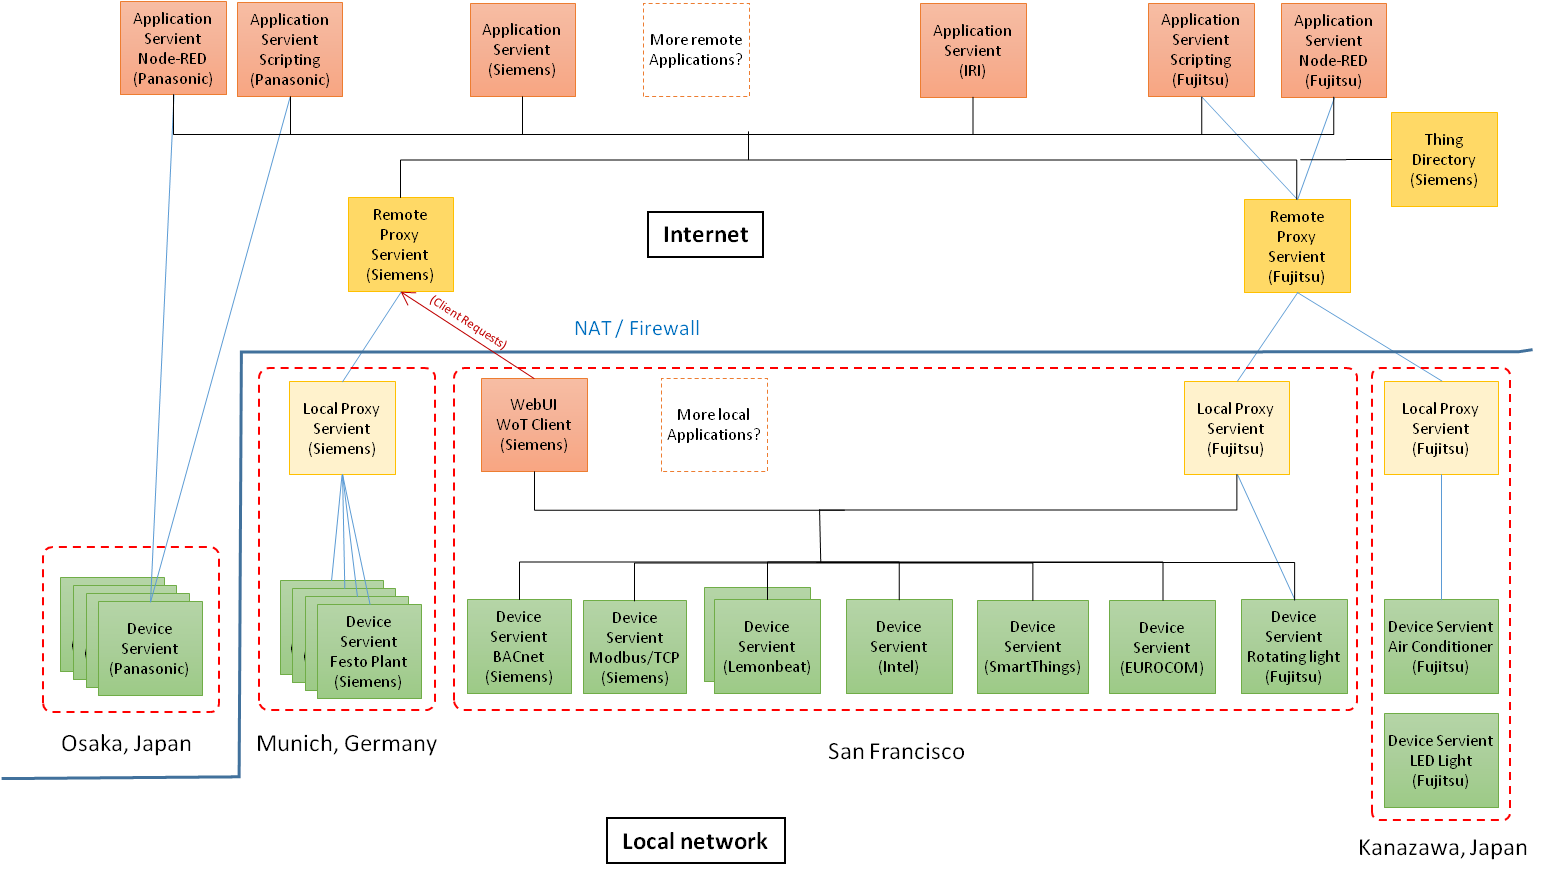 Application
Servient
Node-RED
(Panasonic)
Application
Servient
Scripting
(Panasonic)
Application
Servient
(Siemens)
More remote
Applications?
Application
Servient
(IRI)
Application
Servient
Scripting
(Fujitsu)
Application
Servient
Node-RED
(Fujitsu)
Thing
Directory
(Siemens)
Remote
Proxy
Servient
(Siemens)
Internet
Remote
Proxy
Servient
(Fujitsu)
(Client Requests)
NAT / Firewall
Local Proxy
Servient
(Siemens)
WebUI
WoT Client
(Siemens)
More local
Applications?
Local Proxy
Servient
(Fujitsu)
Local Proxy
Servient
(Fujitsu)
Device
Servient
(Panasonic)
Device
Servient
Festo Plant
(Siemens)
Device
Servient
BACnet
(Siemens)
Device
Servient
Modbus/TCP
(Siemens)
Device
Servient
(Lemonbeat)
Device
Servient
(Intel)
Device
Servient
(SmartThings)
Device
Servient
(EUROCOM)
Device
Servient
Rotating light
(Fujitsu)
Device Servient
Air Conditioner
(Fujitsu)
Device Servient
LED Light
(Fujitsu)
Osaka, Japan
Munich, Germany
San Francisco
Kanazawa, Japan
Local network